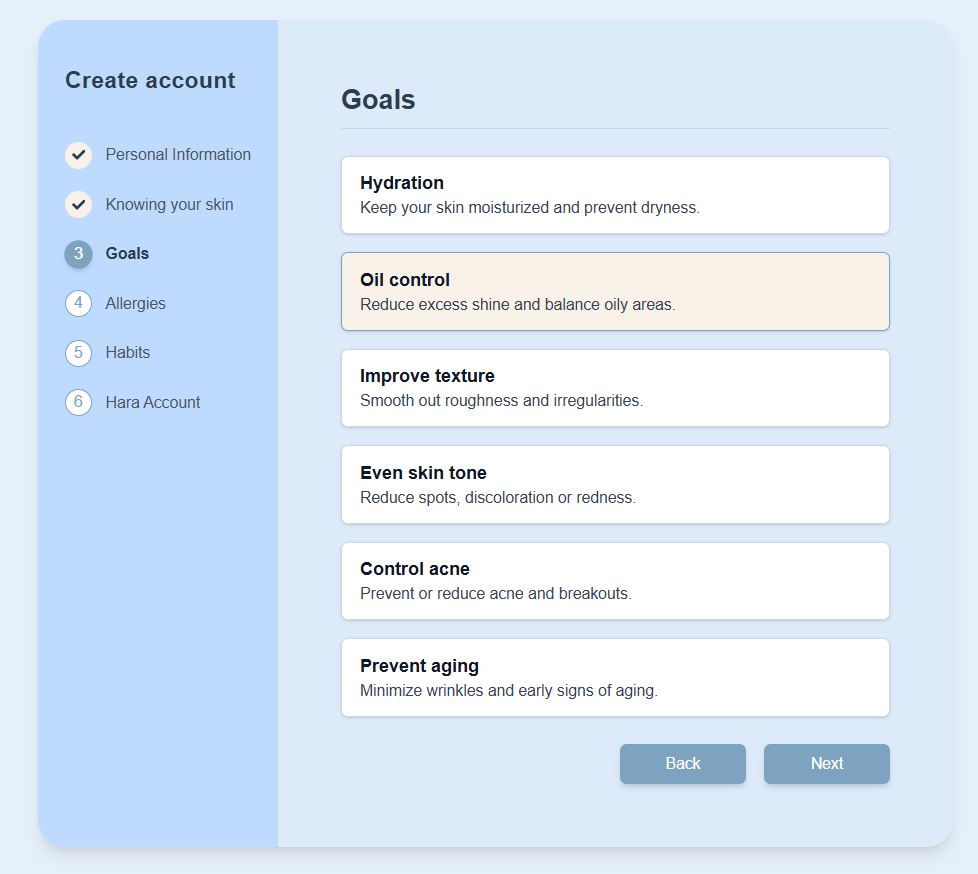 Create account
Personal Information
Knowing your skin
3 Goals
4 Allergies
5 Habits
6 Hara Account
Goals
Hydration
Keep your skin moisturized and prevent dryness.
Oil control
Reduce excess shine and balance oily areas.
Improve texture
Smooth out roughness and irregularities.
Even skin tone
Reduce spots, discoloration or redness.
Control acne
Prevent or reduce acne and breakouts.
Prevent aging
Minimize wrinkles and early signs of aging.
Back Next